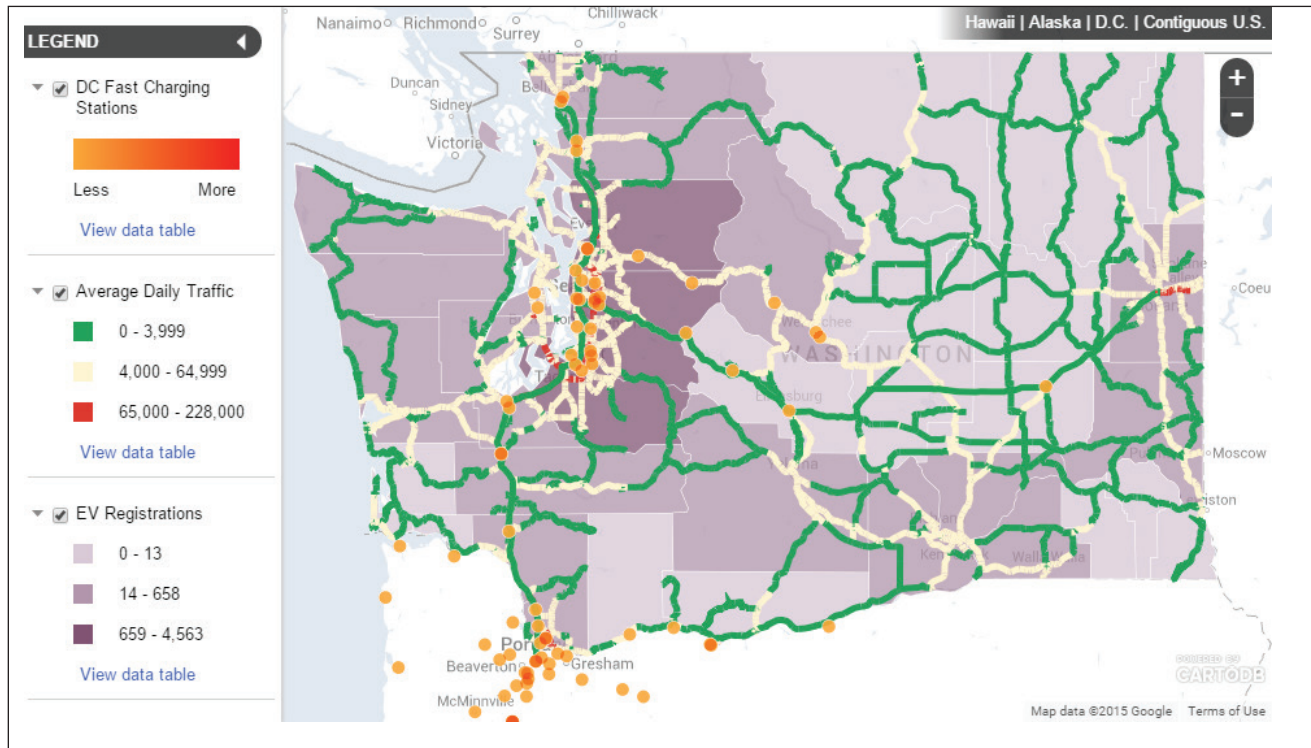 Hawaii | Alaska | D.C. | Contiguous U.S.
LEGEND
DC Fast Charging
Stations
Less More
View data table
Average Daily Traffic
0 - 3,999
4,000 - 64,999
65,000 - 228,000
View data table
EV Registrations
0 - 13
14 - 658
659 - 4,563
View data table
+
-
Nanaimo
Richmond
Chilliwack
Surrey
Duncan
Sidney
Victoria
WASHINGTON
Coeu
Moscow
Beaverton
Gresham
McMinnville
POWERED BY
CARTODB
Map data ©2015 Google Terms of Use